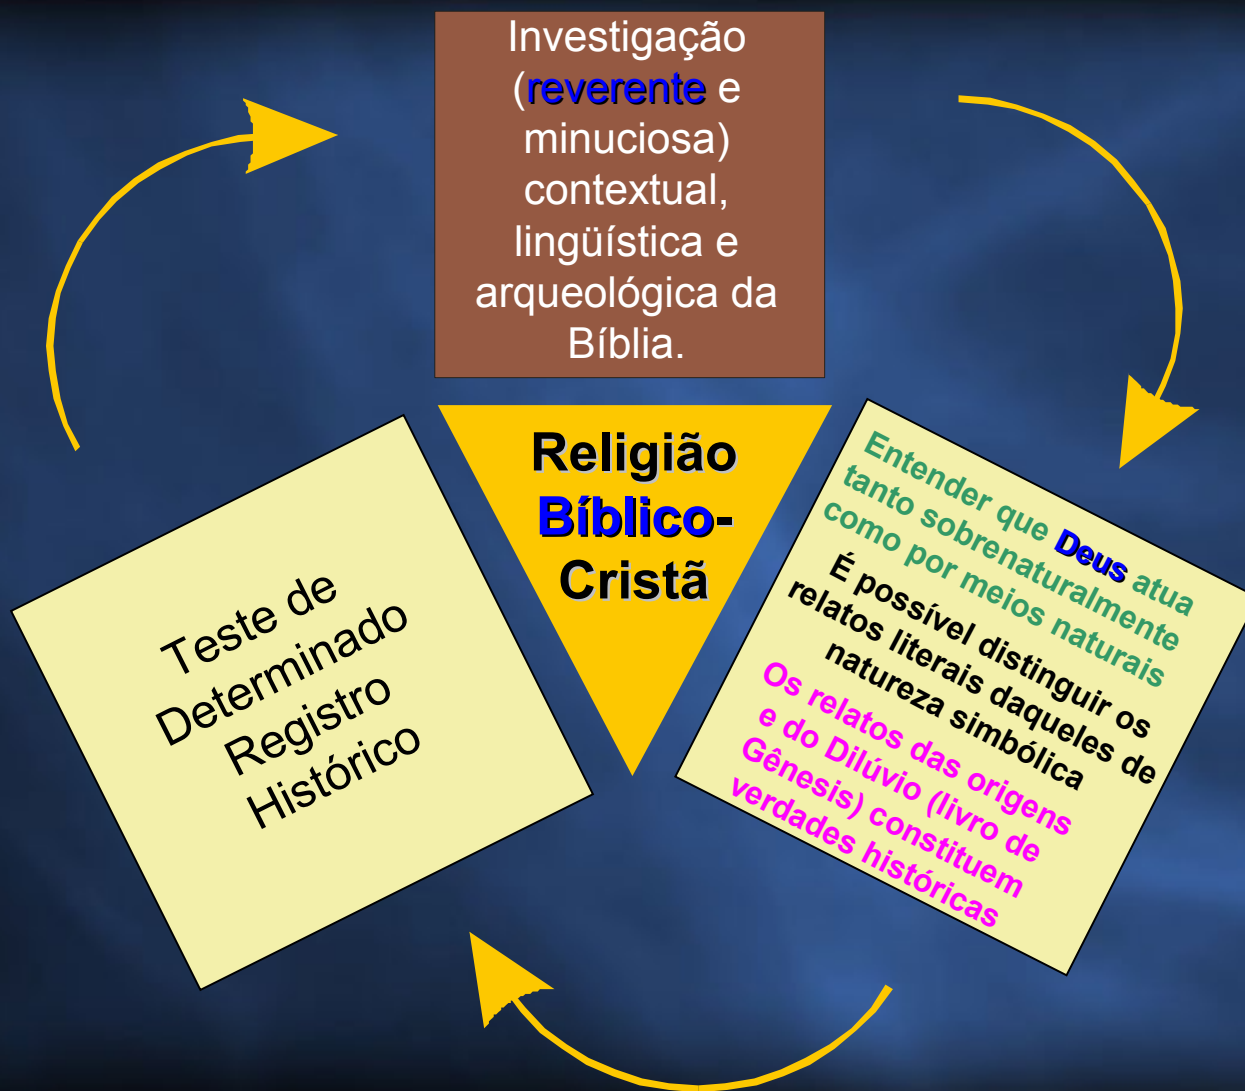 Investigação
(reverente e
minuciosa)
contextual,
lingüística e
arqueológica da
Bíblia.
Religião
Bíblico-
Cristã
Entender que Deus atua
tanto sobrenaturalmente
como por meios naturais
É possível distinguir os
relatos literais daqueles de
natureza simbólica
Os relatos das origens
e do Dilúvio (livro de
Gênesis) constituem
verdades históricas
Teste de
Determinado
Registro
Histórico